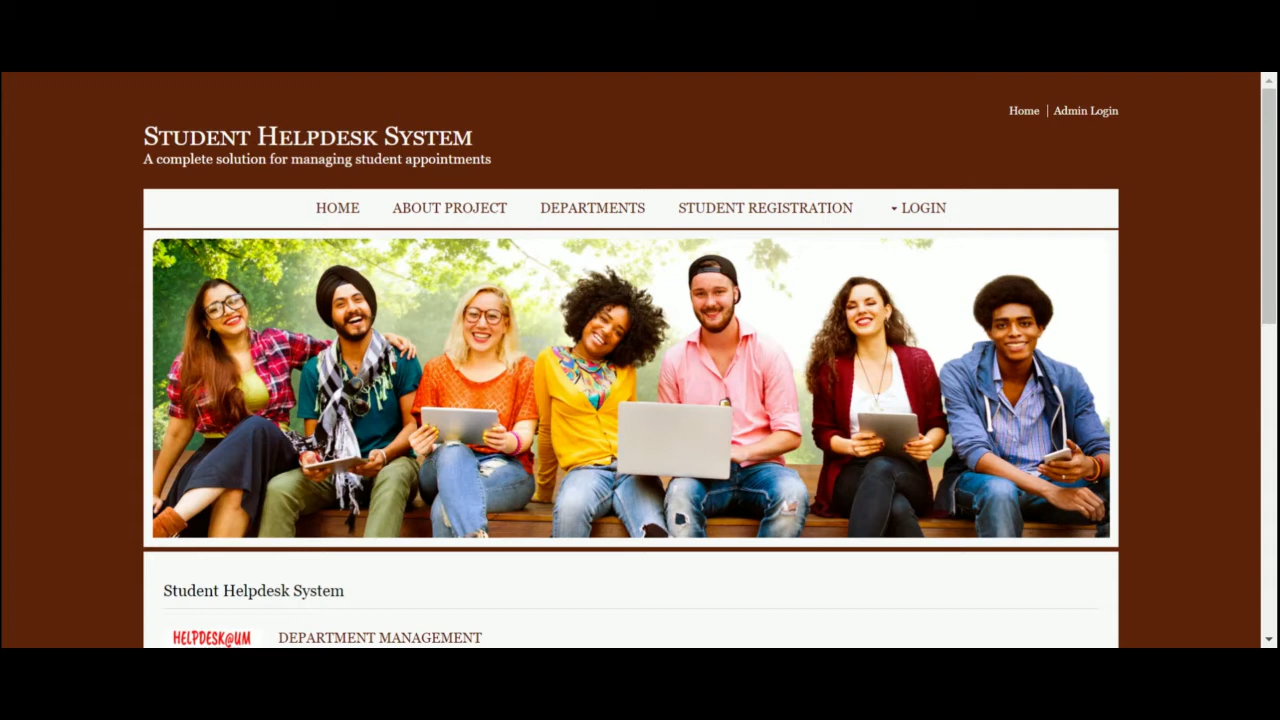 Home | Admin Login
Student Helpdesk System
A complete solution for managing student appointments
HOME ABOUT PROJECT DEPARTMENTS STUDENT REGISTRATION LOGIN
Student Helpdesk System
HELPDESK@UM
DEPARTMENT MANAGEMENT